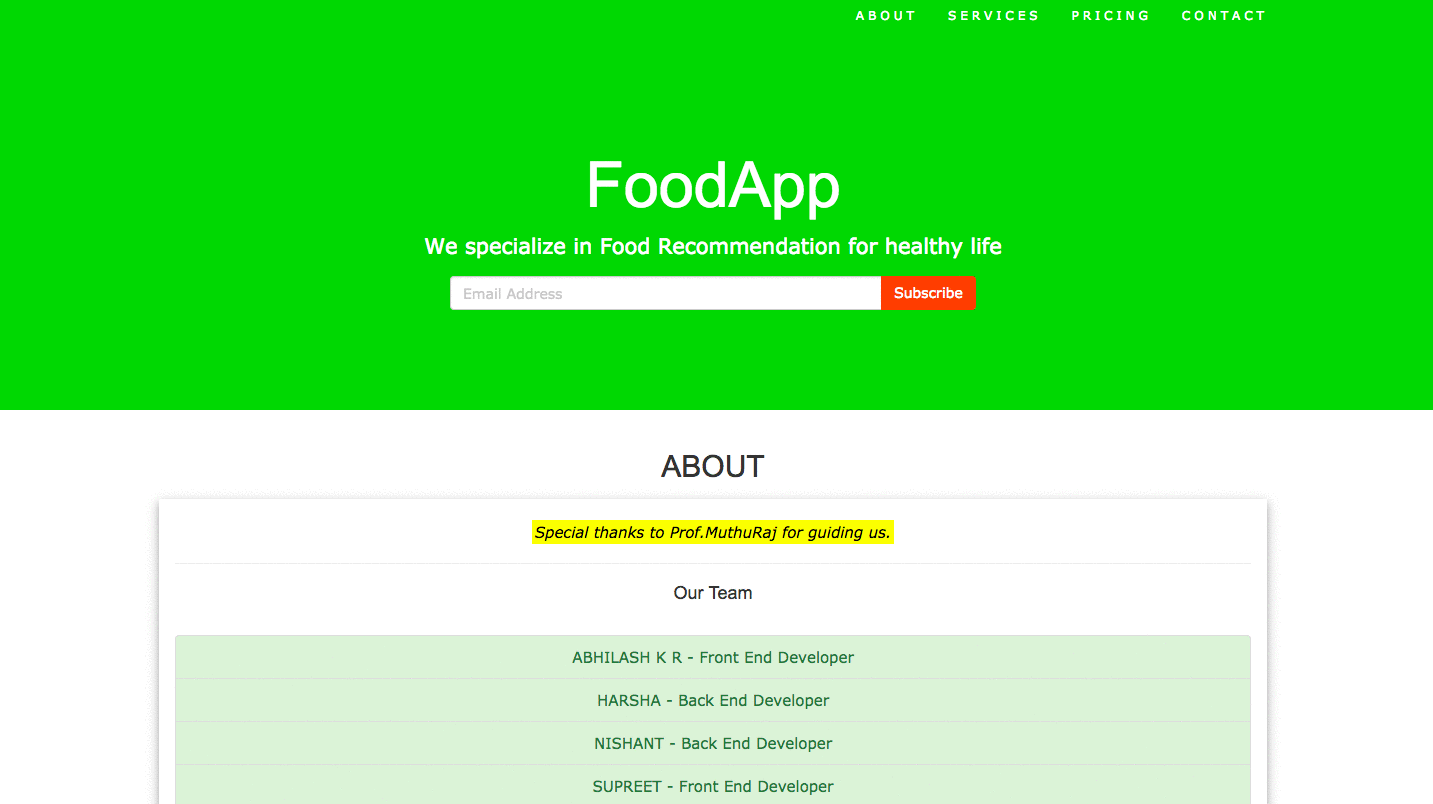 ABOUT SERVICES PRICING CONTACT
FoodApp
We specialize in Food Recommendation for healthy life
Email Address Subscribe
ABOUT
Special thanks to Prof.MuthuRaj for guiding us.
Our Team
ABHILASH K R - Front End Developer
HARSHA - Back End Developer
NISHANT - Back End Developer
SUPREET - Front End Developer